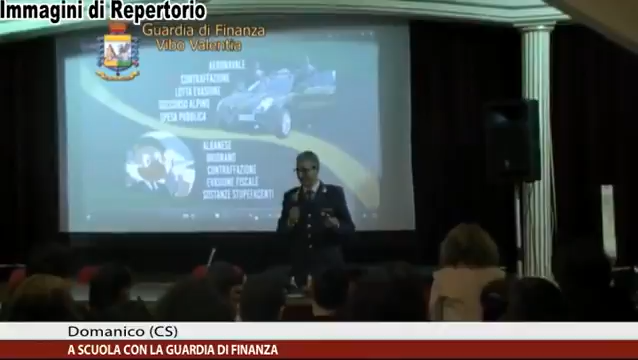 Immagini di Repertorio
Guardia di Finanza
Vibo Valentia
AERONAVALE
CONTRAFFAZIONE
LOTTA EVASIONE
SOCCORSO ALPINO
SPESA PUBBLICA
ALBANESE
BRUGNANO
CONTRAFFAZIONE
EVASIONE FISCALE
SOSTANZE STUPEFACENTI
Domanico (CS)
A SCUOLA CON LA GUARDIA DI FINANZA